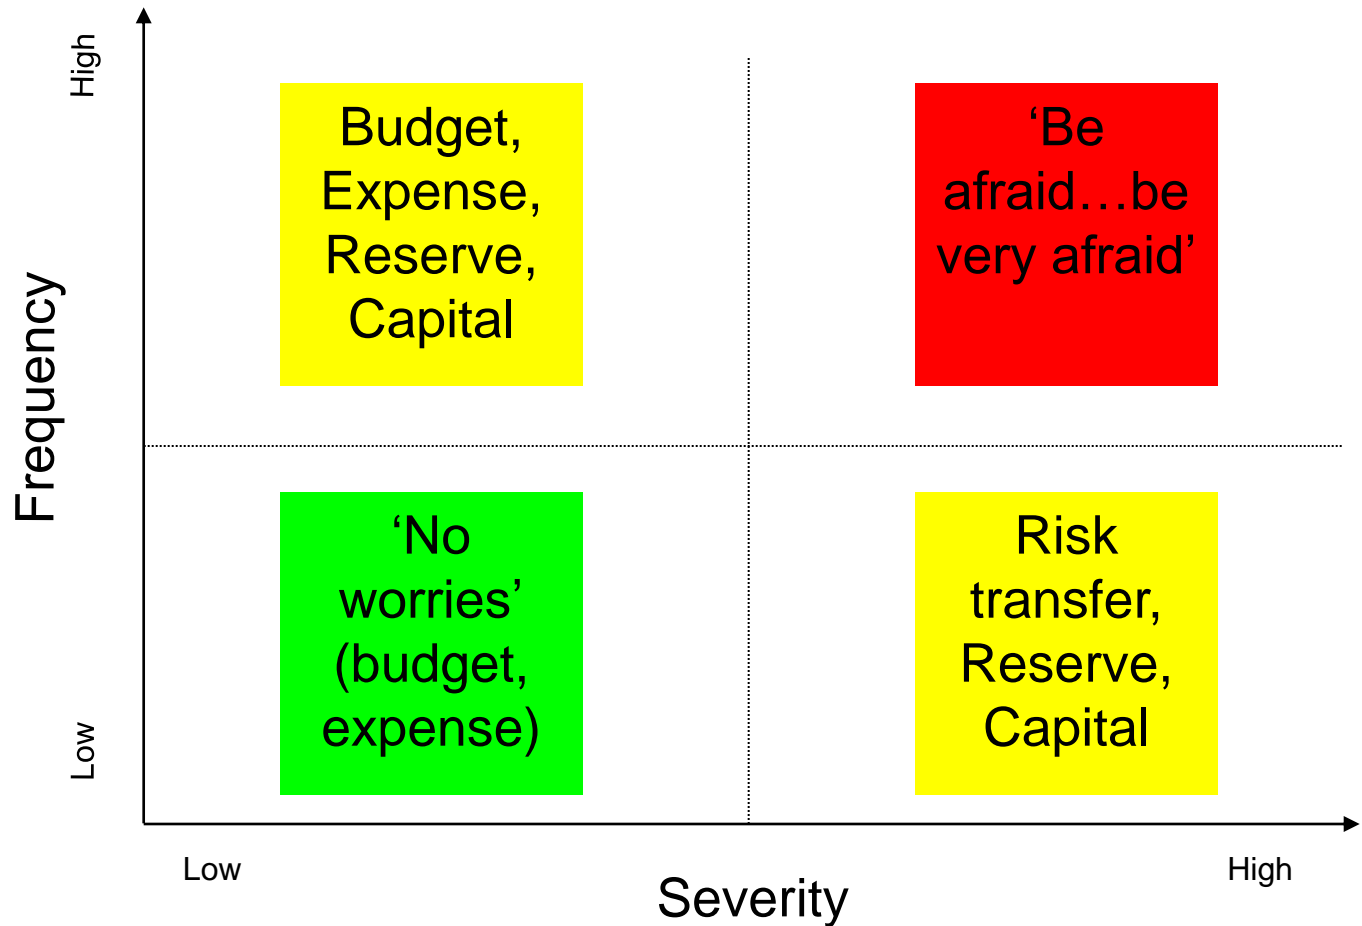 High
Frequency
Low
Budget,
Expense,
Reserve,
Capital
‘Be
afraid…be
very afraid’
‘No
worries’
(budget,
expense)
Risk
transfer,
Reserve,
Capital
Low
High
Severity